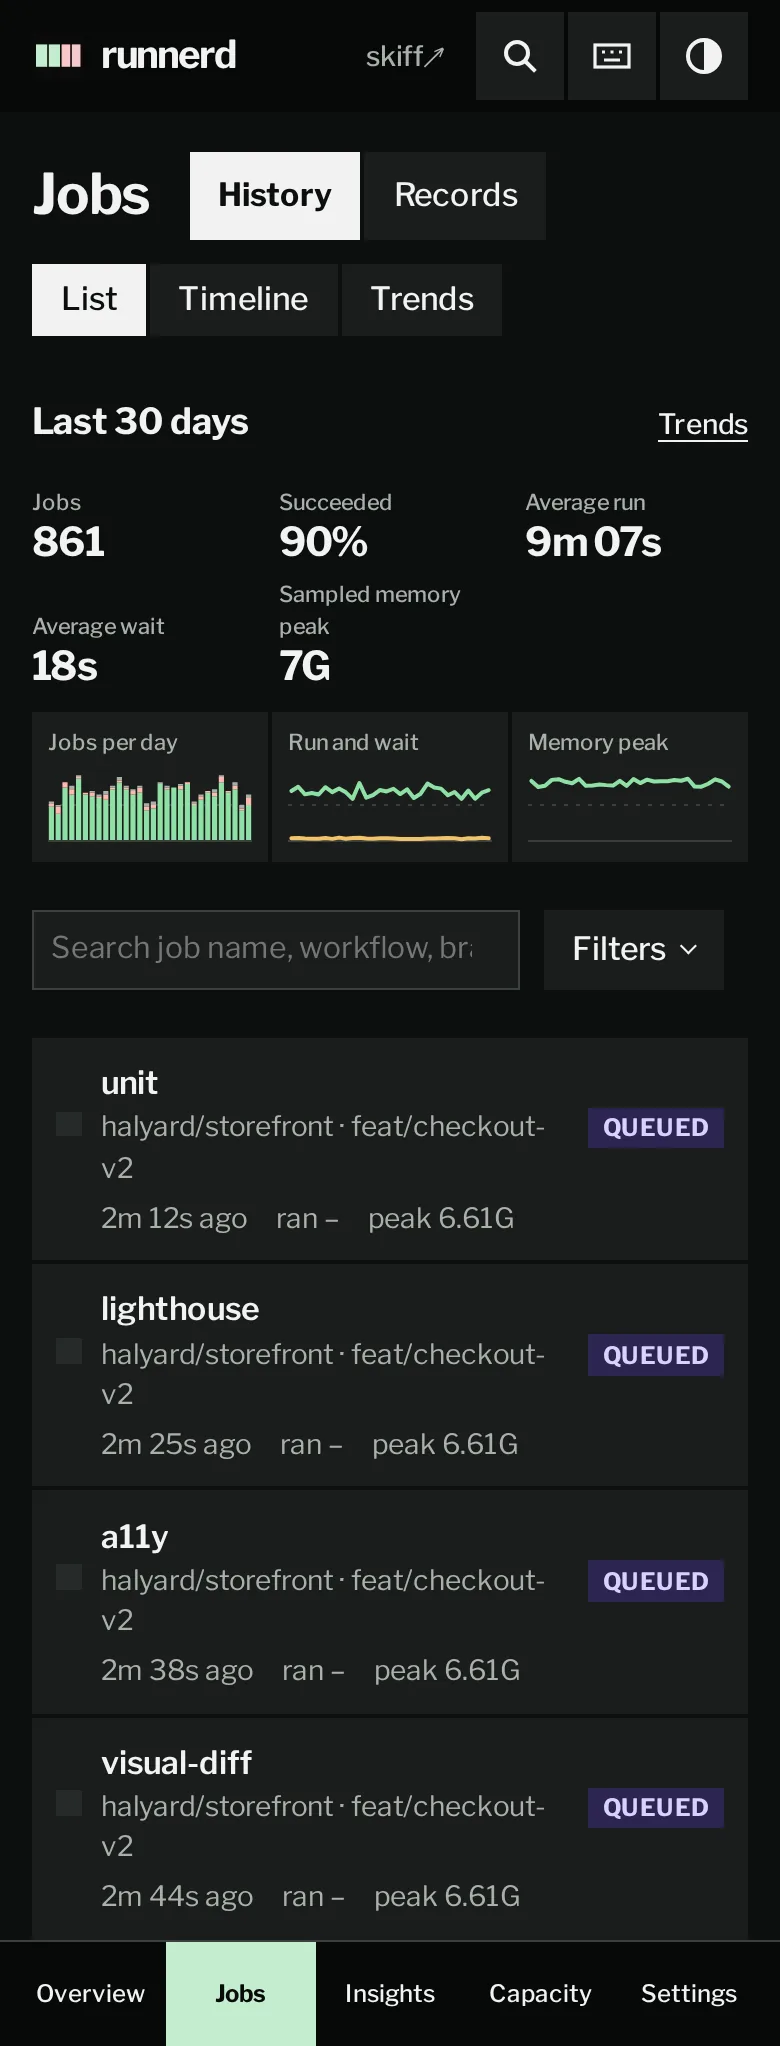 runnerd
skiff↗
Jobs
History
Records
List
Timeline
Trends
Last 30 days
Trends
Jobs
861
Succeeded
90%
Average run
9m 07s
Average wait
18s
Sampled memory
peak
7G
Jobs per day
Run and wait
Memory peak
Search job name, workflow, bra
Filters
unit
halyard/storefront · feat/checkout-
v2
QUEUED
2m 12s ago ran – peak 6.61G
lighthouse
halyard/storefront · feat/checkout-
v2
QUEUED
2m 25s ago ran – peak 6.61G
a11y
halyard/storefront · feat/checkout-
v2
QUEUED
2m 38s ago ran – peak 6.61G
visual-diff
halyard/storefront · feat/checkout-
v2
QUEUED
2m 44s ago ran – peak 6.61G
Overview
Jobs
Insights
Capacity
Settings